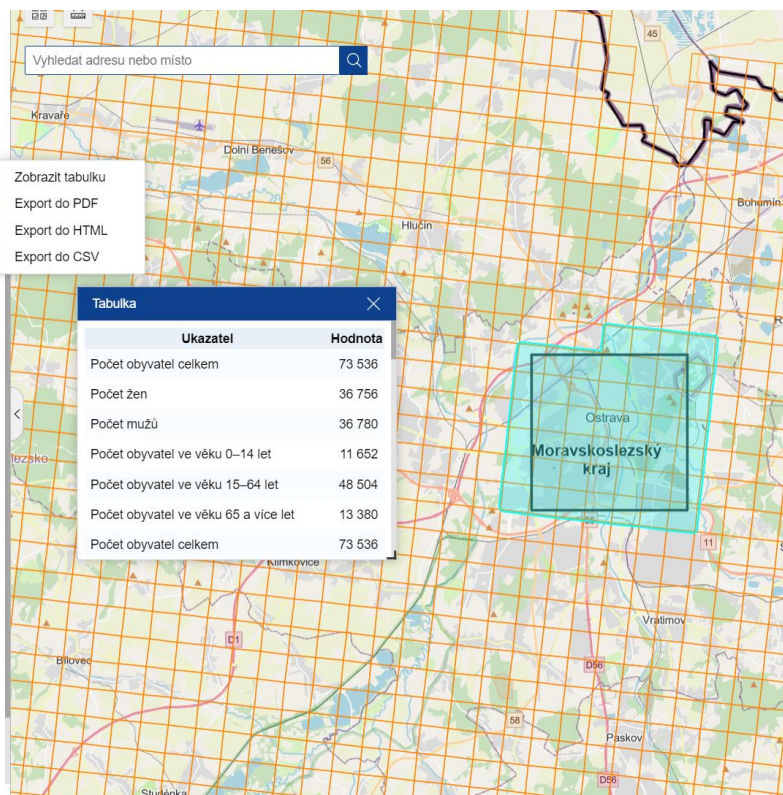 45
Vyhledat adresu nebo místo
Kravaře
Dolní Benešov
56
Zobrazit tabulku
Export do PDF
Export do HTML
Export do CSV
Bohumín
Hlučín
Tabulka
Ukazatel Hodnota
Počet obyvatel celkem 73 536
Počet žen 36 756
Počet mužů 36 780
Počet obyvatel ve věku 0–14 let 11 652
Počet obyvatel ve věku 15–64 let 48 504
Počet obyvatel ve věku 65 a více let 13 380
Počet obyvatel celkem 73 536
Ostrava
Moravskoslezský
kraj
lezsko
55
11
Klimkovice
Vratimov
D1
Bílovec
D56
58
Paskov
D56
Studénka